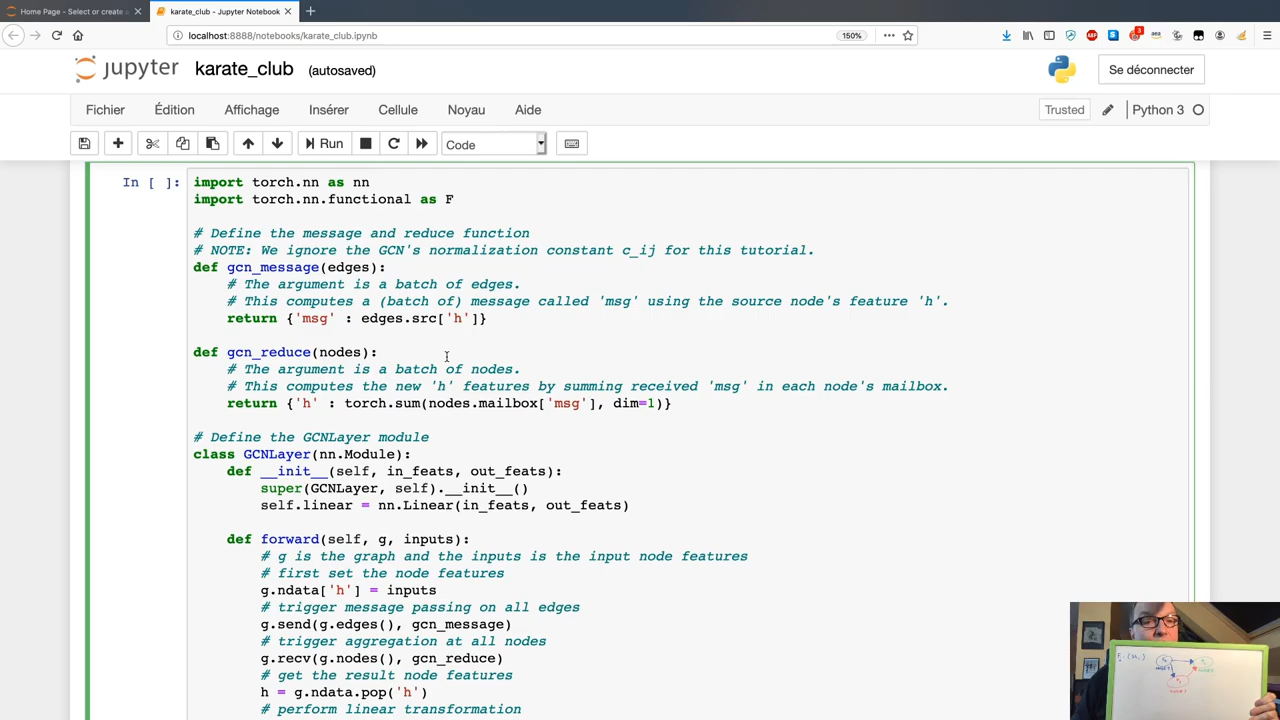 Home Page - Select or create a
karate_club - Jupyter Notebook
localhost:8888/notebooks/karate_club.ipynb
150%
jupyter karate_club (autosaved)
Se déconnecter
Fichier Édition Affichage Insérer Cellule Noyau Aide
Trusted Python 3
Run Code
In [ ]:
import torch.nn as nn
import torch.nn.functional as F
# Define the message and reduce function
# NOTE: We ignore the GCN's normalization constant c_ij for this tutorial.
def gcn_message(edges):
# The argument is a batch of edges.
# This computes a (batch of) message called 'msg' using the source node's feature 'h'.
return {'msg' : edges.src['h']}
def gcn_reduce(nodes):
# The argument is a batch of nodes.
# This computes the new 'h' features by summing received 'msg' in each node's mailbox.
return {'h' : torch.sum(nodes.mailbox['msg'], dim=1)}
# Define the GCNLayer module
class GCNLayer(nn.Module):
def __init__(self, in_feats, out_feats):
super(GCNLayer, self).__init__()
self.linear = nn.Linear(in_feats, out_feats)
def forward(self, g, inputs):
# g is the graph and the inputs is the input node features
# first set the node features
g.ndata['h'] = inputs
# trigger message passing on all edges
g.send(g.edges(), gcn_message)
# trigger aggregation at all nodes
g.recv(g.nodes(), gcn_reduce)
# get the result node features
h = g.ndata.pop('h')
# perform linear transformation